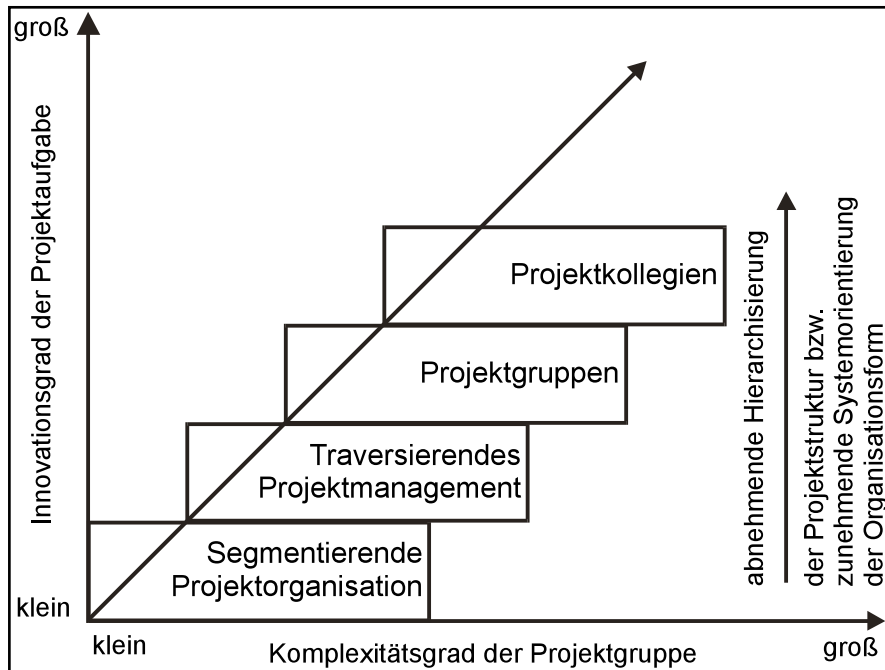 groß
Innovationsgrad der Projektaufgabe
klein
Projektkollegien
Projektgruppen
Traversierendes
Projektmanagement
Segmentierende
Projektorganisation
abnehmende Hierarchisierung
der Projektstruktur bzw.
zunehmende Systemorientierung
der Organisationsform
klein
Komplexitätsgrad der Projektgruppe
groß